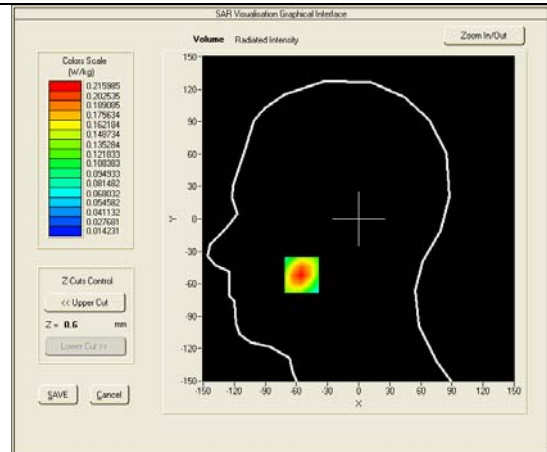 SAR Visualisation Graphical Interface
Volume Radiated Intensity
Zoom In/Out
Colors Scale
(W/kg)
0.215985
0.202535
0.189085
0.175634
0.162184
0.148734
0.135284
0.121833
0.108383
0.094933
0.081482
0.068032
0.054582
0.041132
0.027681
0.014231
Z Cuts Control
<< Upper Cut
Z = 0.6 mm
Lower Cut >>
SAVE Cancel
150
120
90
60
30
0
-30
-60
-90
-120
-150
Y
-150 -120 -90 -60 -30 0 30 60 90 120 150
X